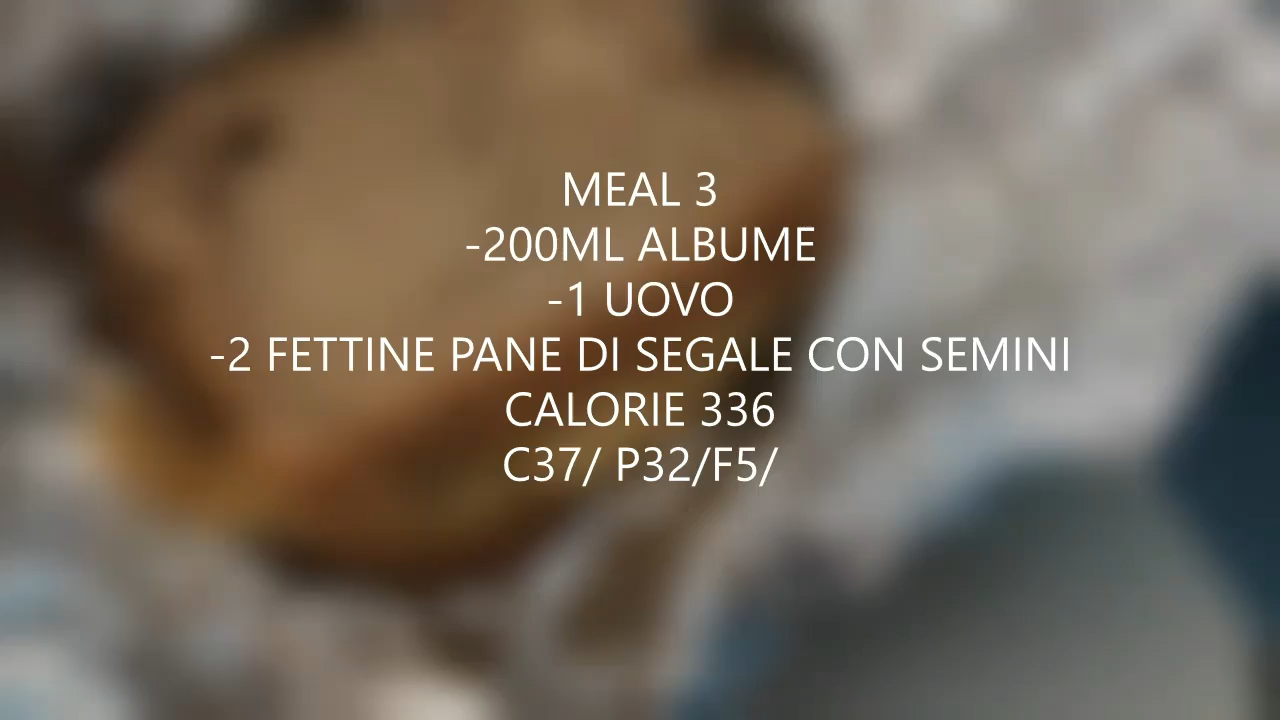 MEAL 3
-200ML ALBUME
-1 UOVO
-2 FETTINE PANE DI SEGALE CON SEMINI
CALORIE 336
C37/ P32/F5/